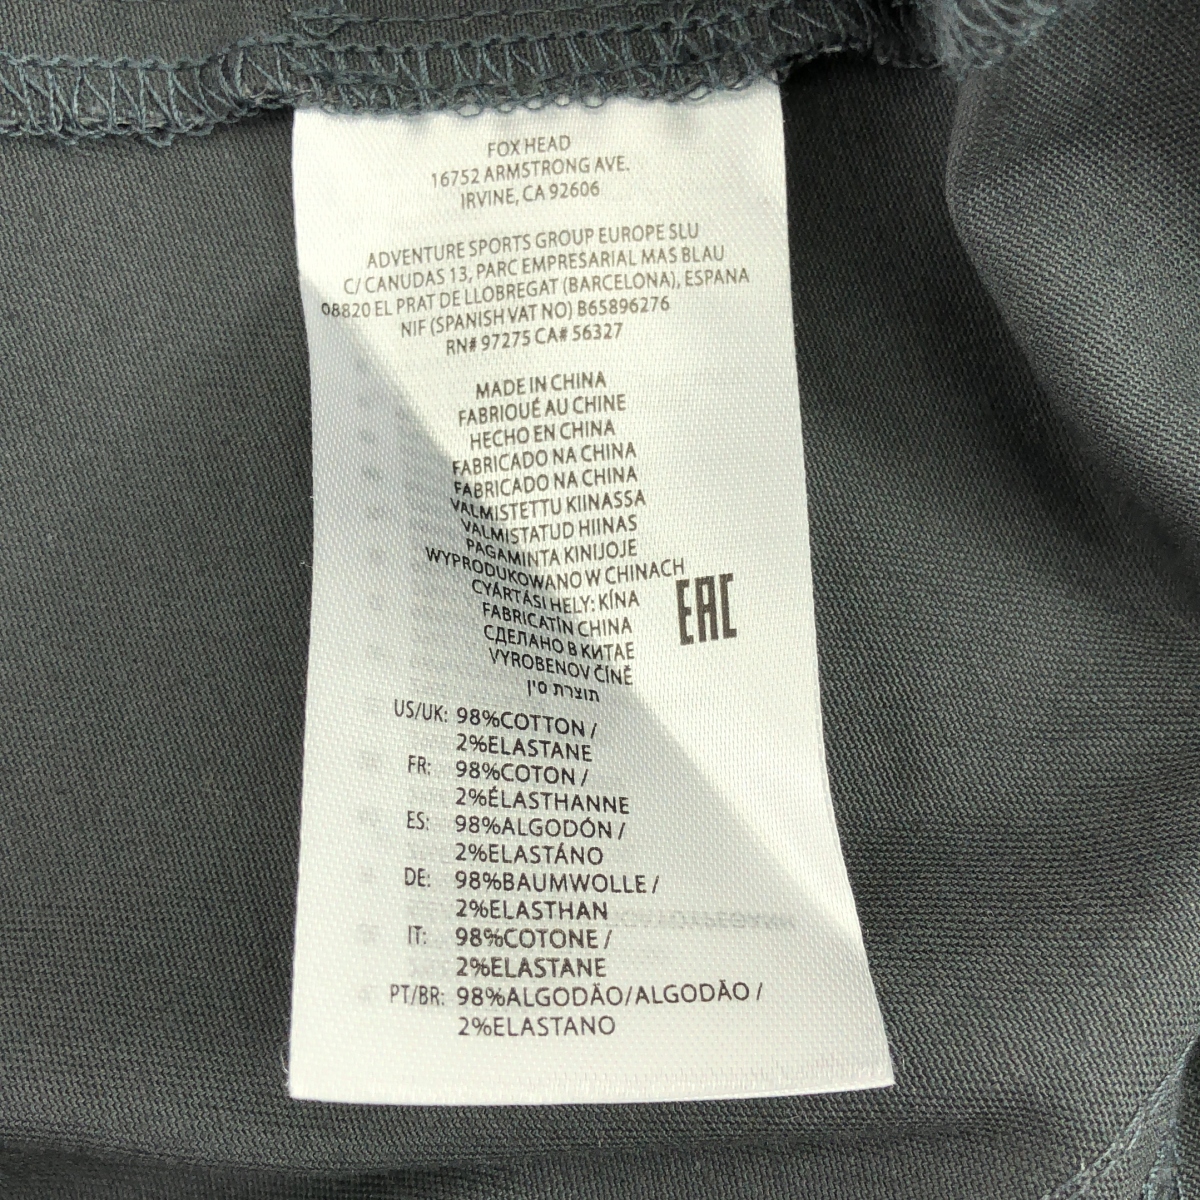 FOX HEAD
16752 ARMSTRONG AVE.
IRVINE, CA 92606
ADVENTURE SPORTS GROUP EUROPE SLU
C/ CANUDAS 13, PARC EMPRESARIAL MAS BLAU
08820 EL PRAT DE LLOBREGAT (BARCELONA), ESPANA
NIF (SPANISH VAT NO) B65896276
RN# 97275 CA# 56327
MADE IN CHINA
FABRIQUÉ AU CHINE
HECHO EN CHINA
FABRICADO NA CHINA
FABRICADO NA CHINA
VALMISTETTU KIINASSA
VALMISTATUD HIINAS
PAGAMINTA KINIJOJE
WYPRODUKOWANO W CHINACH
CYÁRTÁSI HELY: KÍNA
FABRICATÎN CHINA
СДЕЛАНО В КИТАЕ
VYROBENOV ČÍNĚ
תוצרת סין
EAC
US/UK: 98%COTTON /
2%ELASTANE
FR: 98%COTON /
2%ÉLASTHANNE
ES: 98%ALGODÓN /
2%ELASTÁNO
DE: 98%BAUMWOLLE /
2%ELASTHAN
IT: 98%COTONE /
2%ELASTANE
PT/BR: 98%ALGODÃO/ALGODÃO /
2%ELASTANO